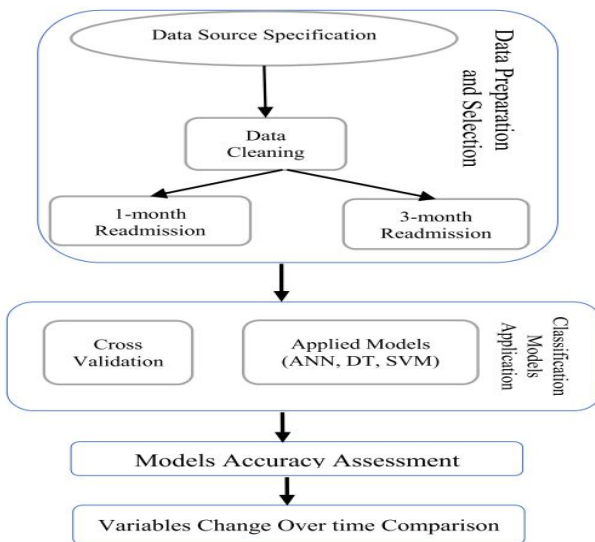 Data Source Specification
Data Preparation
and Selection
Data
Cleaning
1-month
Readmission
3-month
Readmission
Cross
Validation
Applied Models
(ANN, DT, SVM)
Classification
Models
Application
Models Accuracy Assessment
Variables Change Over time Comparison